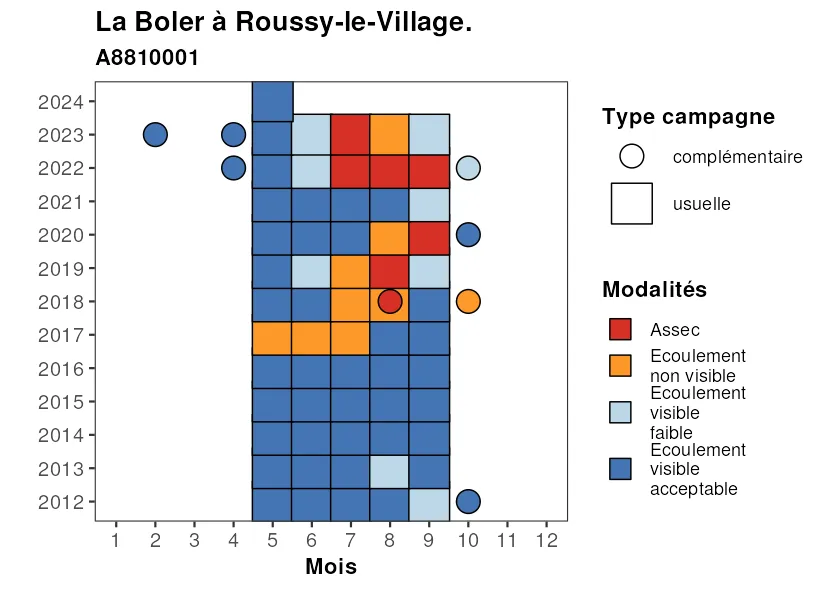 La Boler à Roussy-le-Village.
A8810001
2024
2023
2022
2021
2020
2019
2018
2017
2016
2015
2014
2013
2012
1 2 3 4 5 6 7 8 9 10 11 12
Mois
Type campagne
complémentaire
usuelle
Modalités
Assec
Ecoulement
non visible
Ecoulement
visible
faible
Ecoulement
visible
acceptable